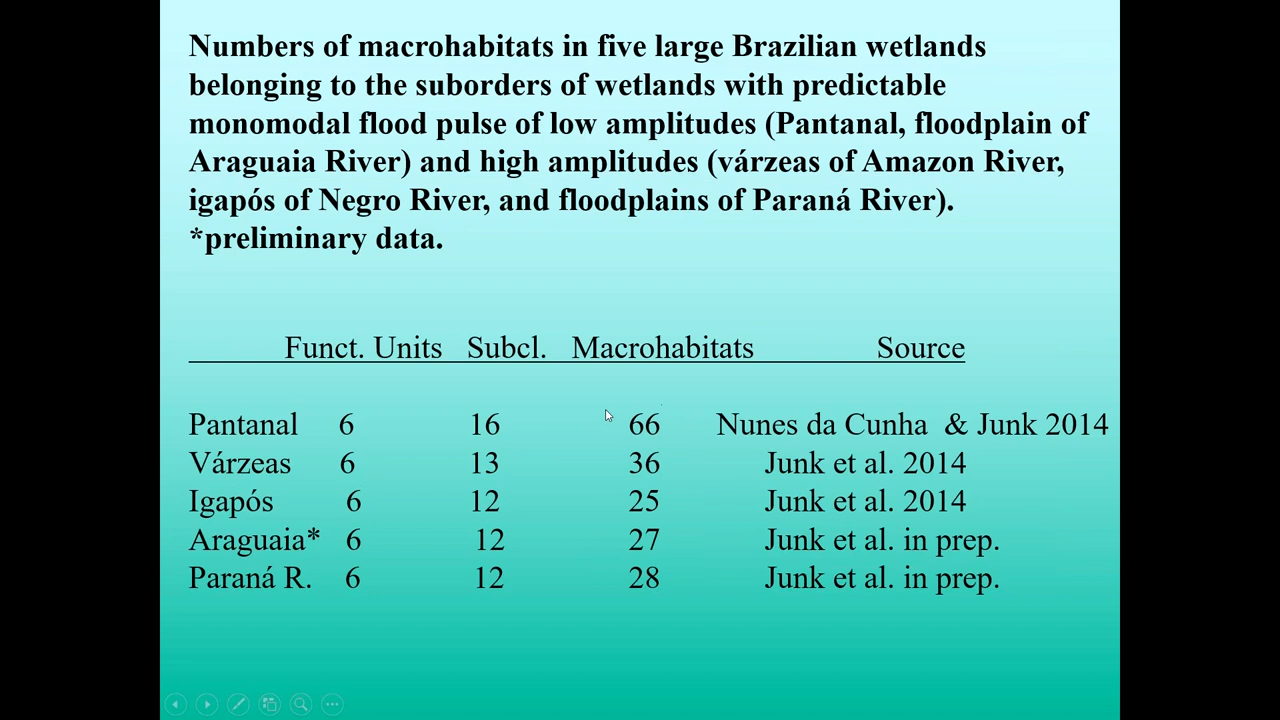 Numbers of macrohabitats in five large Brazilian wetlands
belonging to the suborders of wetlands with predictable
monomodal flood pulse of low amplitudes (Pantanal, floodplain of
Araguaia River) and high amplitudes (várzeas of Amazon River,
igapós of Negro River, and floodplains of Paraná River).
*preliminary data.
Funct. Units Subcl. Macrohabitats Source
Pantanal 6 16 66 Nunes da Cunha & Junk 2014
Várzeas 6 13 36 Junk et al. 2014
Igapós 6 12 25 Junk et al. 2014
Araguaia* 6 12 27 Junk et al. in prep.
Paraná R. 6 12 28 Junk et al. in prep.